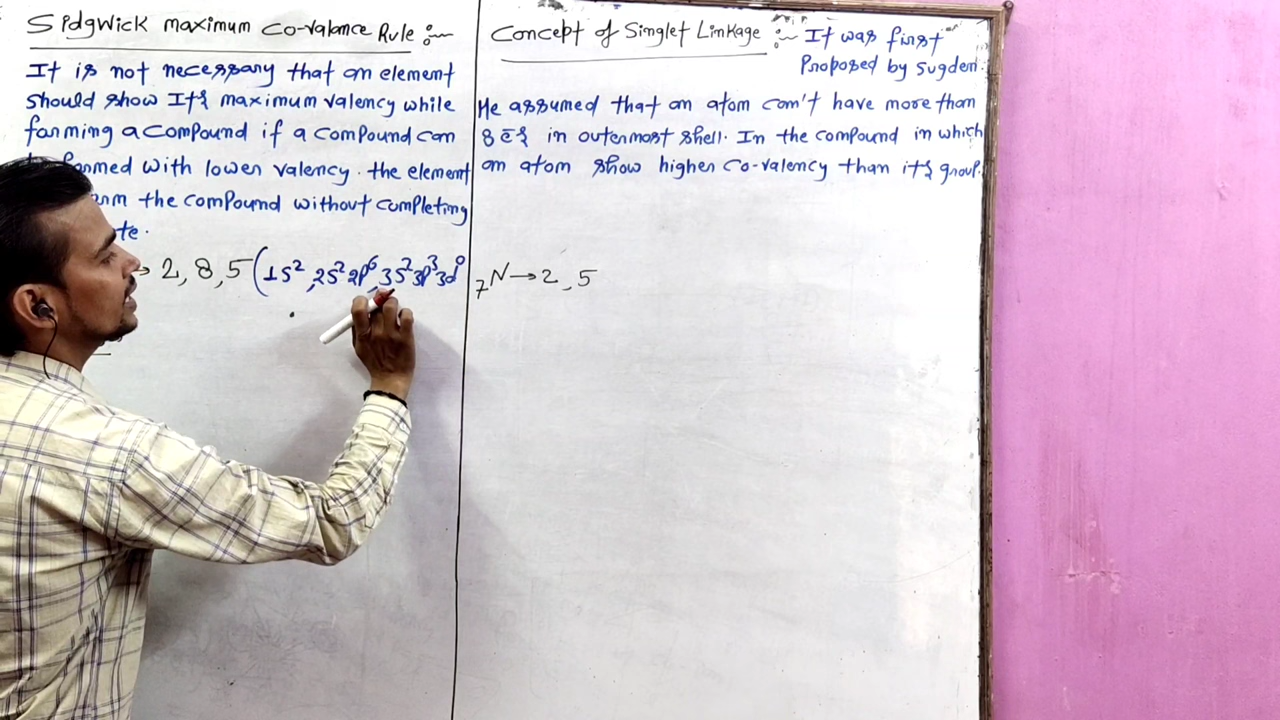 Sidgwick maximum Co-valance Rule :~
It is not necessary that an element
should show It's maximum valency while
farming a compound if a compound can
formed with lower valency. the element
the compound without completing
2, 8, 5 (1S², 2S² 2P⁶, 3S² 3P³ 3d⁰
Concept of Singlet Linkage :~ It was first
Proposed by Sugden.
He assumed that an atom can't have more than
8 ē's in outermost shell. In the compound in which
an atom show higher Co-valency than it's group.
₇N → 2, 5